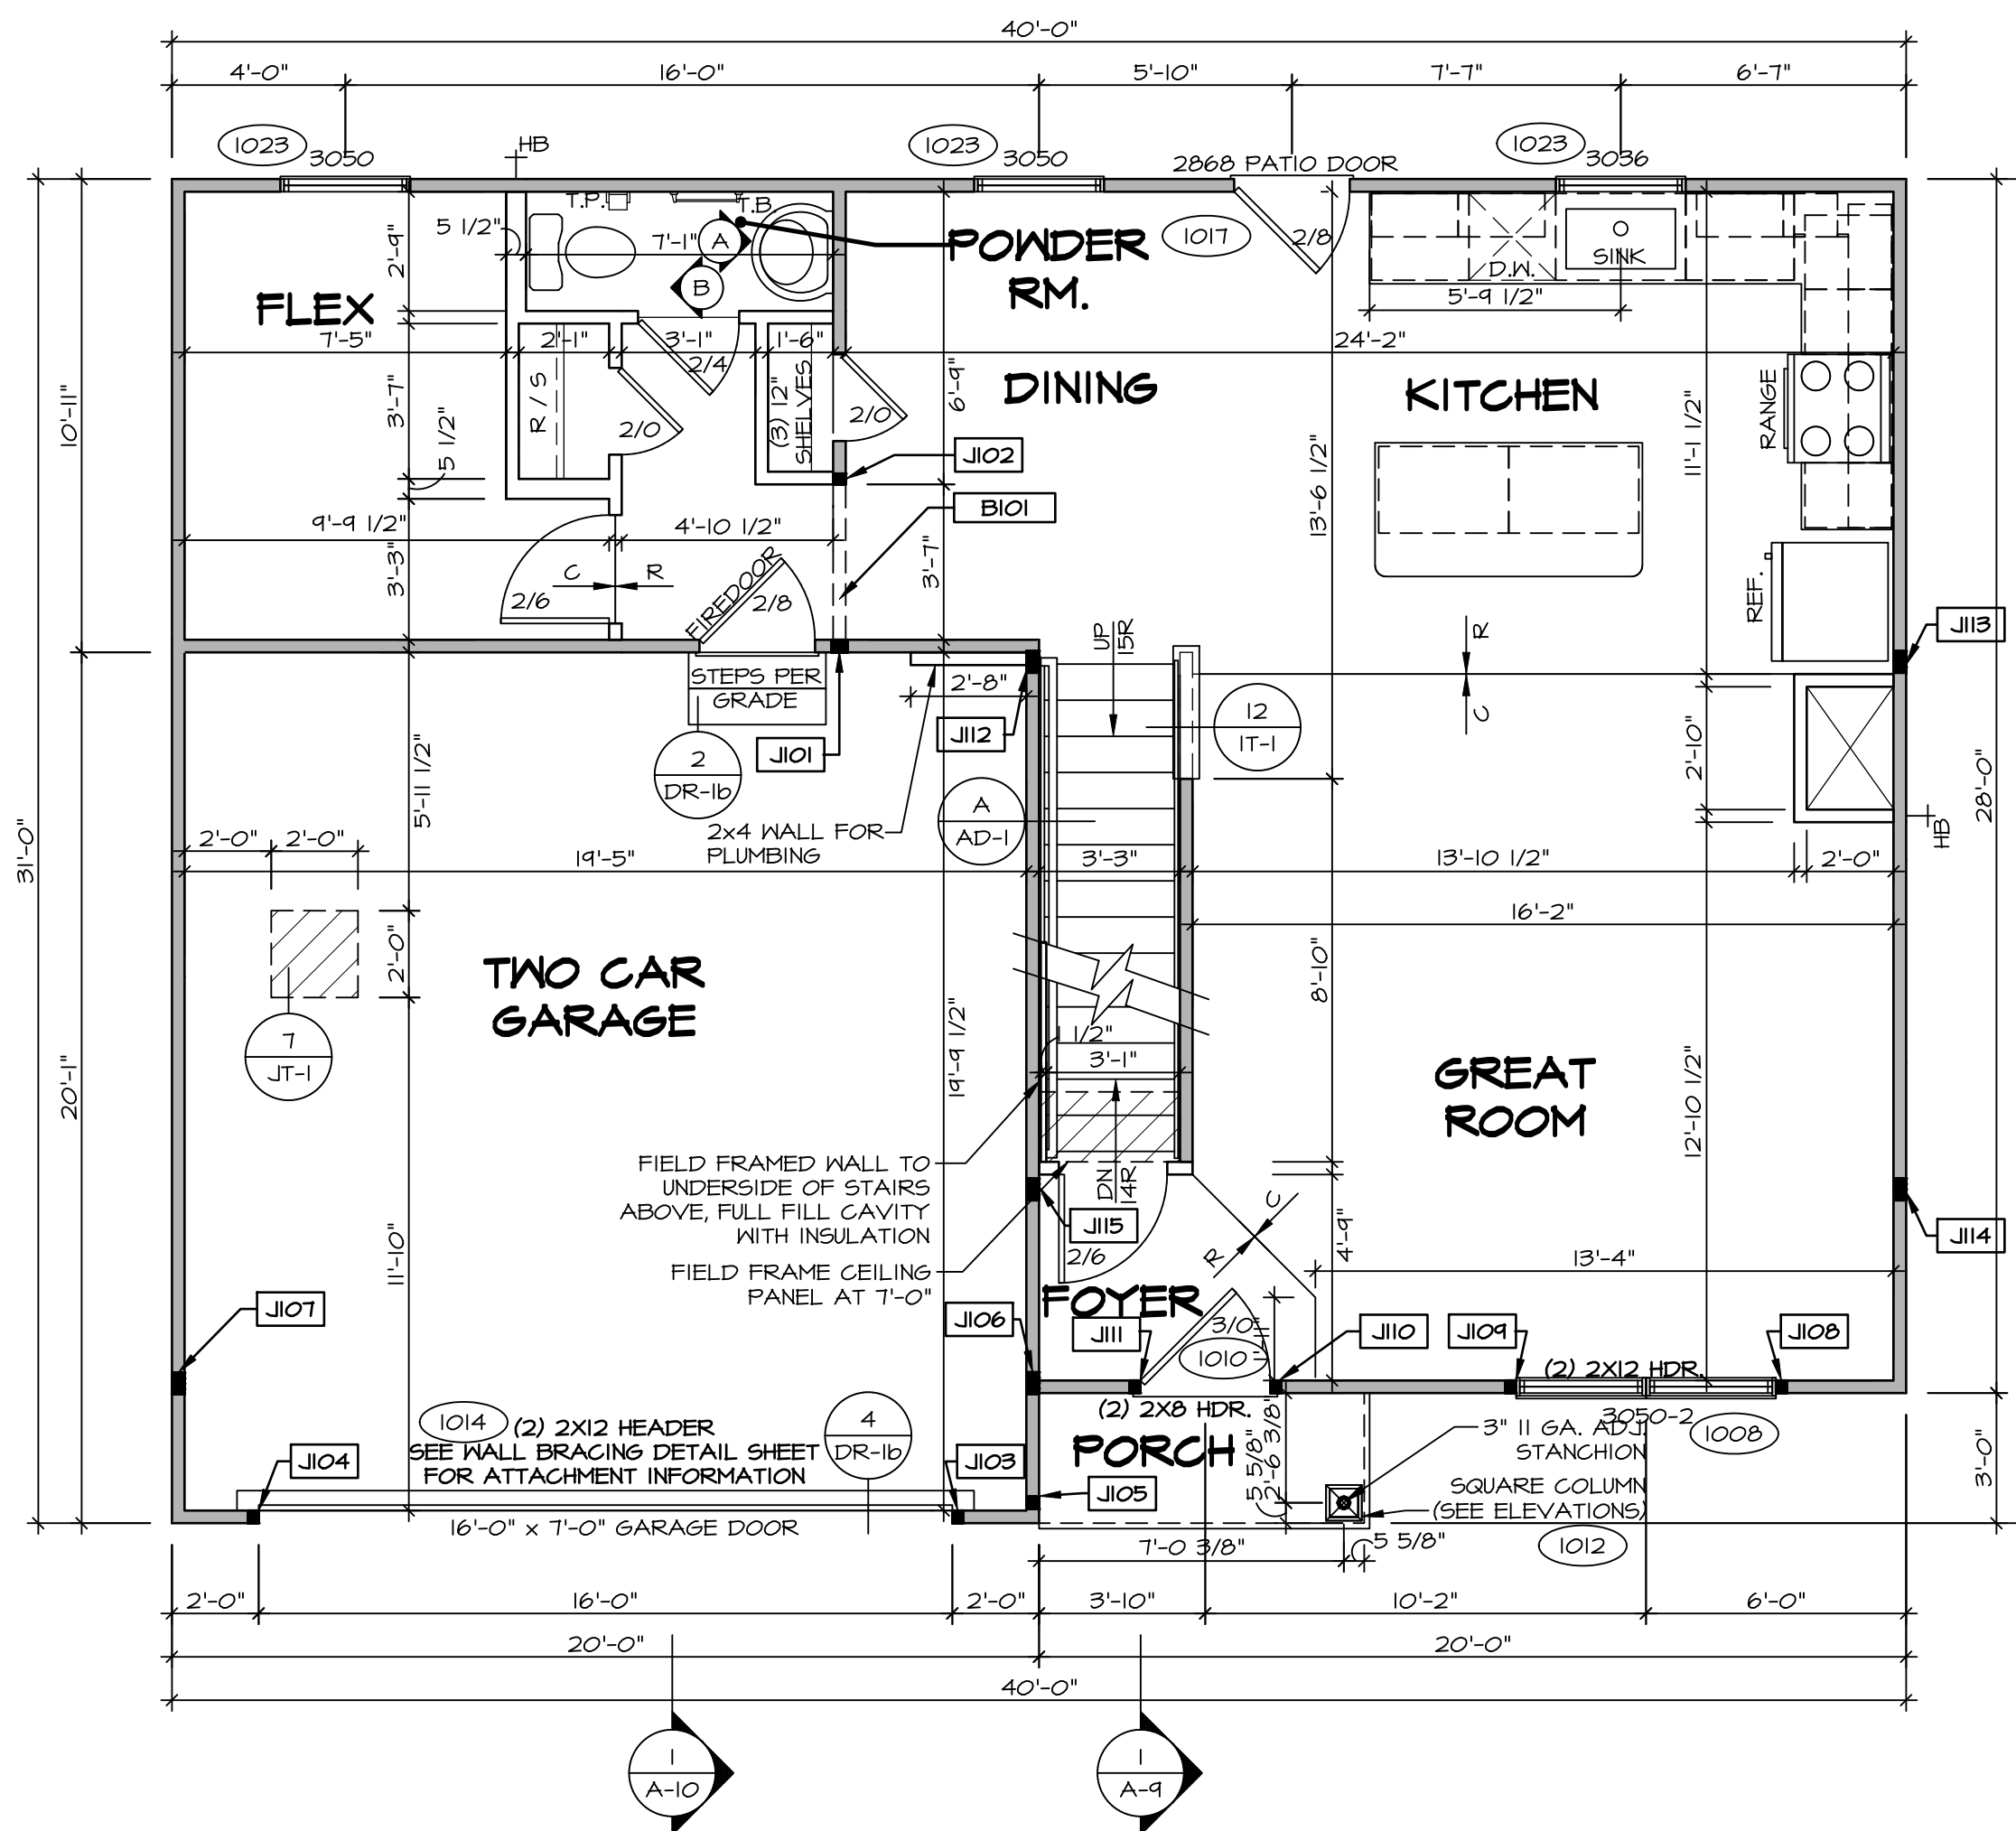 40'-0"
4'-0" 16'-0" 5'-10" 7'-7" 6'-7"
1023 3050 HB 1023 3050 2868 PATIO DOOR 1023 3036
T.P. T.B.
5 1/2" 7'-1" A POWDER
RM.
1017 2/8 D.W. SINK
2'-9" B 5'-9 1/2"
FLEX
7'-5" 2'-1" 3'-1" 1'-6" 24'-2"
2/4
3'-7" R / S (3) 12"
SHELVES 6'-9" DINING KITCHEN RANGE
2/0 2/0
10'-11" 5 1/2" J102 13'-6 1/2" 11'-1 1/2"
B101
9'-9 1/2" 4'-10 1/2"
3'-3" C R 3'-7"
2/6 FIREDOOR 2/8 REF.
UP
15R R J113
STEPS PER
GRADE 2'-8" C
J112 12
IT-1
2
DR-1b J101 2'-10"
5'-11 1/2" A
AD-1 HB 28'-0"
2'-0" 2'-0" 2x4 WALL FOR
PLUMBING
31'-0" 19'-5" 3'-3" 13'-10 1/2" 2'-0"
16'-2"
2'-0" TWO CAR
GARAGE 8'-10"
7
JT-1 19'-9 1/2" 1 1/2"
3'-1" GREAT
ROOM
20'-1" 12'-10 1/2"
FIELD FRAMED WALL TO
UNDERSIDE OF STAIRS
ABOVE, FULL FILL CAVITY
WITH INSULATION
DN
14R C
J115 R 4'-9" J114
11'-10" 2/6 13'-4"
FIELD FRAME CEILING
PANEL AT 7'-0"
FOYER
J107 J106 J111 3/0 J110 J109 J108
1010
(2) 2X12 HDR.
(2) 2X8 HDR. 3050-2
1014 (2) 2X12 HEADER
SEE WALL BRACING DETAIL SHEET
FOR ATTACHMENT INFORMATION
4
DR-1b PORCH 3" 11 GA. ADJ.
STANCHION 1008
J104 J103 J105 5 5/8" 2'-6 3/8" SQUARE COLUMN
(SEE ELEVATIONS) 3'-0"
16'-0" x 7'-0" GARAGE DOOR
7'-0 3/8" 5 5/8" 1012
2'-0" 16'-0" 2'-0" 3'-10" 10'-2" 6'-0"
20'-0" 20'-0"
40'-0"
1
A-10
1
A-9